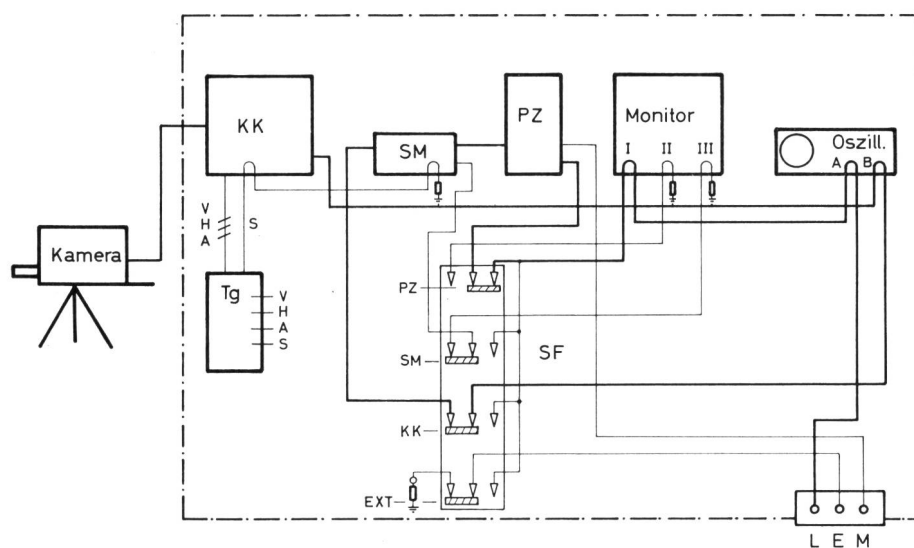 KK
SM
PZ
Monitor
I II III
Oszill.
A B
V
H
A
S
Kamera
Tg
V
H
A
S
PZ
SM
SF
KK
EXT
L E M